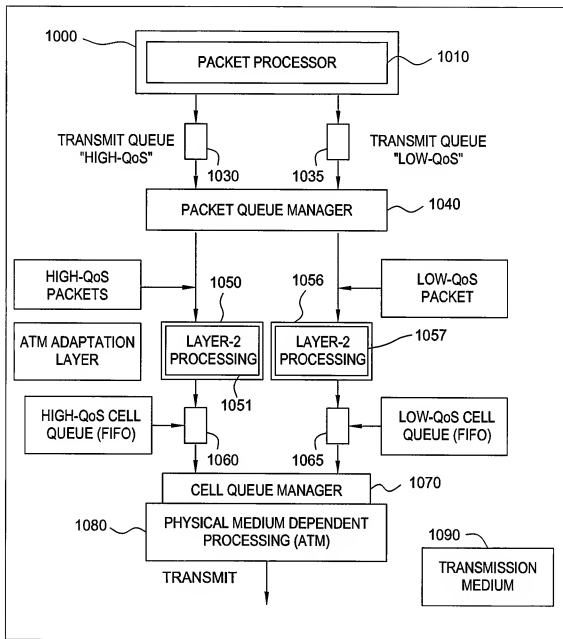 1000
PACKET PROCESSOR
1010
TRANSMIT QUEUE
"HIGH-QoS"
1030
1035
TRANSMIT QUEUE
"LOW-QoS"
PACKET QUEUE MANAGER
1040
HIGH-QoS
PACKETS
1050
1056
LOW-QoS
PACKET
ATM ADAPTATION
LAYER
LAYER-2
PROCESSING
1051
LAYER-2
PROCESSING
1057
HIGH-QoS CELL
QUEUE (FIFO)
1060
1065
LOW-QoS CELL
QUEUE (FIFO)
CELL QUEUE MANAGER
1070
1080
PHYSICAL MEDIUM DEPENDENT
PROCESSING (ATM)
TRANSMIT
1090
TRANSMISSION
MEDIUM